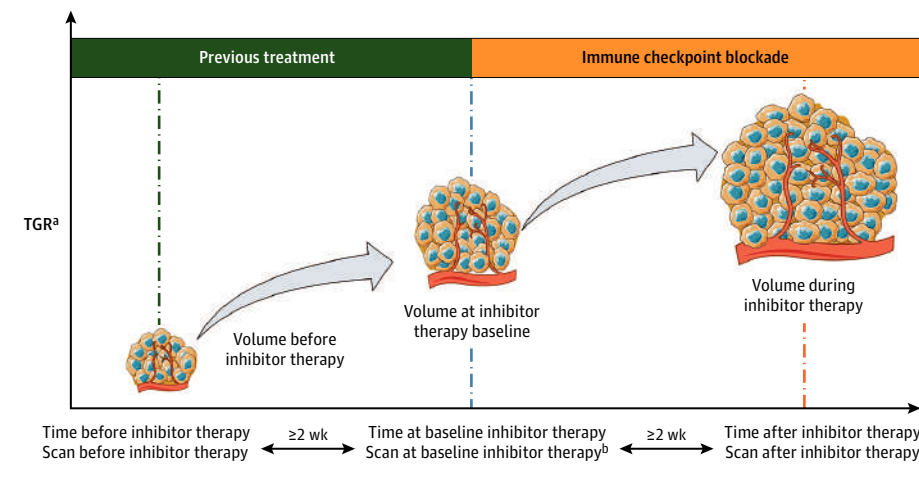 Previous treatment
Immune checkpoint blockade
TGRᵃ
Volume before
inhibitor therapy
Volume at inhibitor
therapy baseline
Volume during
inhibitor therapy
Time before inhibitor therapy
Scan before inhibitor therapy
≥2 wk
Time at baseline inhibitor therapy
Scan at baseline inhibitor therapyᵇ
≥2 wk
Time after inhibitor therapy
Scan after inhibitor therapy